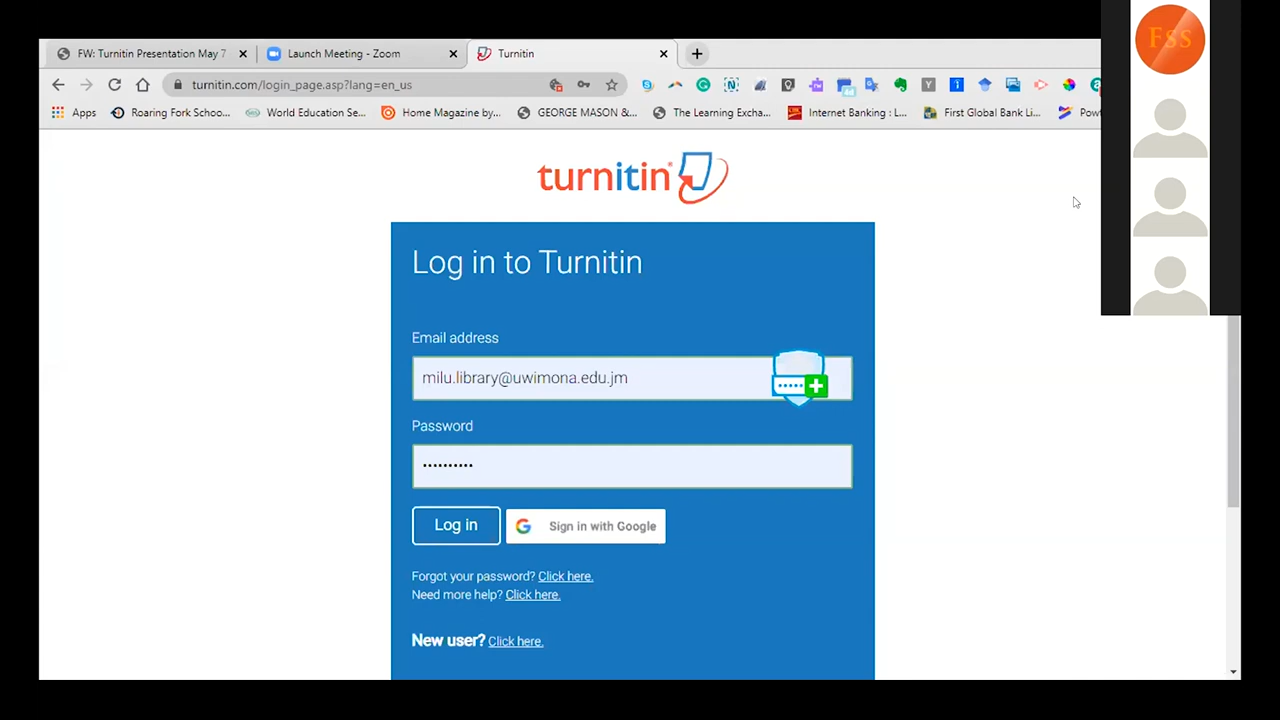 FW: Turnitin Presentation May 7
Launch Meeting - Zoom
Turnitin
turnitin.com/login_page.asp?lang=en_us
Apps
Roaring Fork Schoo...
World Education Se...
Home Magazine by...
GEORGE MASON &...
The Learning Excha...
Internet Banking : L...
First Global Bank Li...
Powt
FSS
turnitin
Log in to Turnitin
Email address
milu.library@uwimona.edu.jm
Password
Log in
Sign in with Google
Forgot your password? Click here.
Need more help? Click here.
New user? Click here.